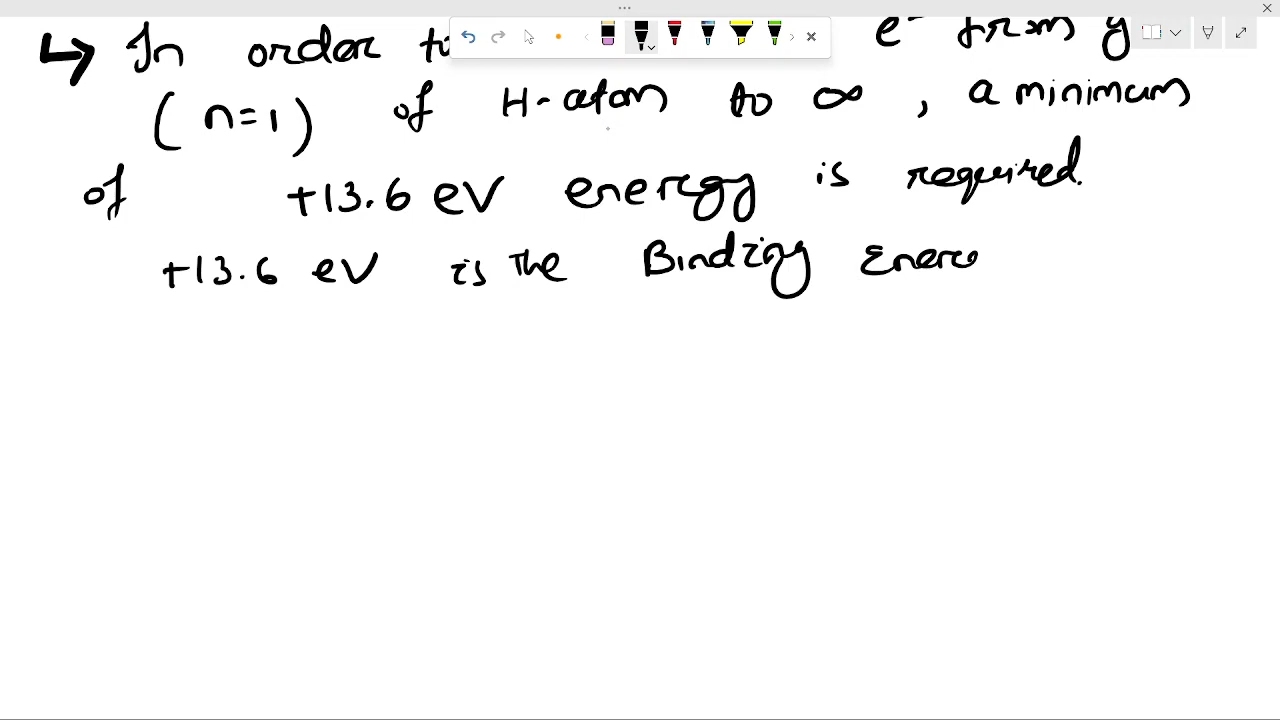 ↳ In order to e⁻ from
(n=1) of H-atom to ∞, a minimum
of +13.6 eV energy is required.
+13.6 eV is the Binding